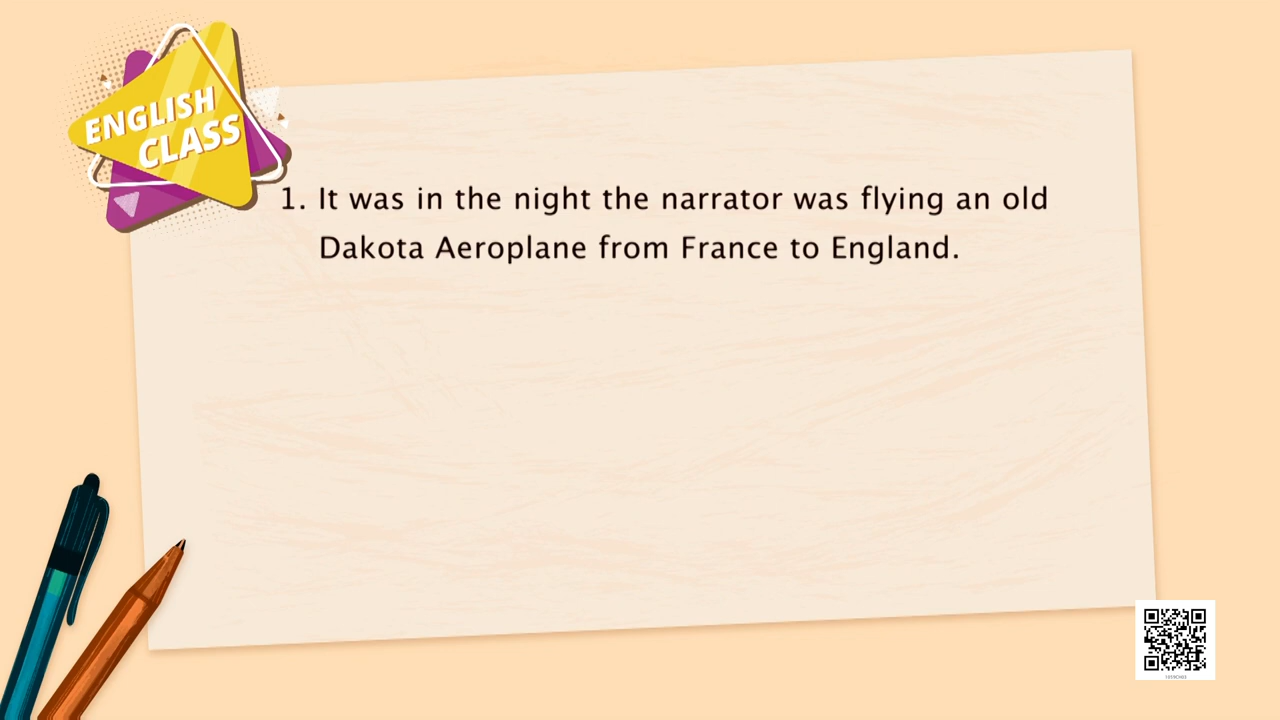 ENGLISH
CLASS
1. It was in the night the narrator was flying an old
Dakota Aeroplane from France to England.